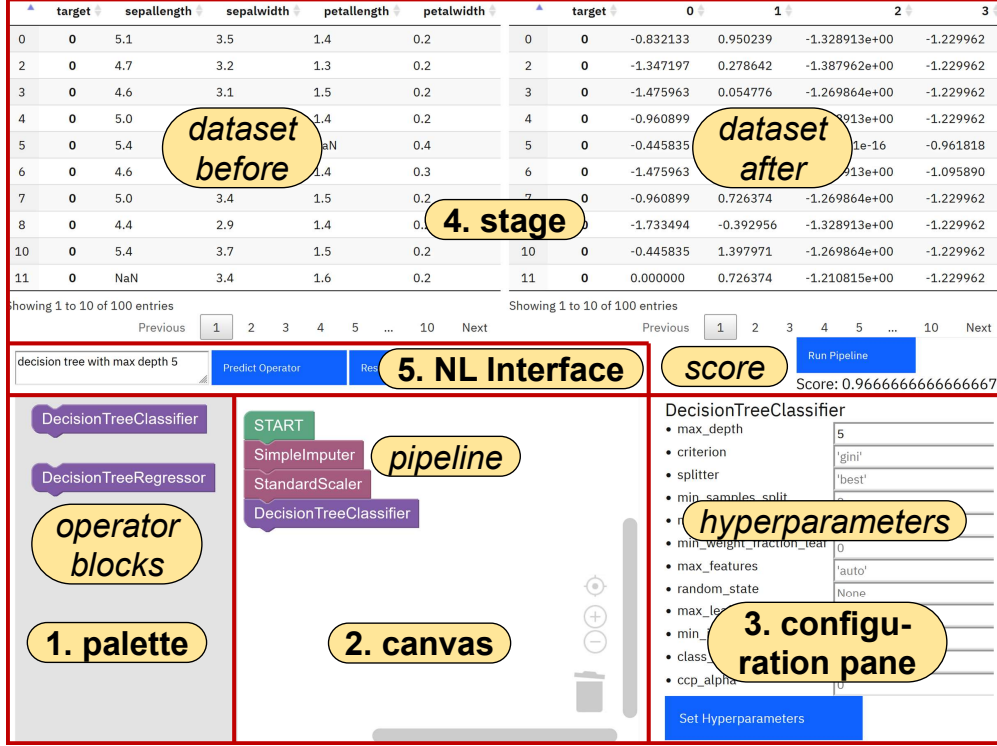 target sepallength sepalwidth petallength petalwidth
0 0 5.1 3.5 1.4 0.2
2 0 4.7 3.2 1.3 0.2
3 0 4.6 3.1 1.5 0.2
4 0 5.0 1.4 0.2
5 0 5.4 0.4
6 0 4.6 1.4 0.3
7 0 5.0 3.4 1.5 0.2
8 0 4.4 2.9 1.4
10 0 5.4 3.7 1.5 0.2
11 0 NaN 3.4 1.6 0.2
Showing 1 to 10 of 100 entries
Previous 1 2 3 4 5 ... 10 Next
dataset
before
target 0 1 2 3
0 0 -0.832133 0.950239 -1.328913e+00 -1.229962
2 0 -1.347197 0.278642 -1.387962e+00 -1.229962
3 0 -1.475963 0.054776 -1.269864e+00 -1.229962
4 0 -0.960899 -1.229962
5 0 -0.445835 -0.961818
6 0 -1.475963 -1.095890
7 0 -0.960899 0.726374 -1.269864e+00 -1.229962
8 0 -1.733494 -0.392956 -1.328913e+00 -1.229962
10 0 -0.445835 1.397971 -1.269864e+00 -1.229962
11 0 0.000000 0.726374 -1.210815e+00 -1.229962
Showing 1 to 10 of 100 entries
Previous 1 2 3 4 5 ... 10 Next
dataset
after
4. stage
decision tree with max depth 5
Predict Operator
5. NL Interface
score
Run Pipeline
Score: 0.9666666666666667
DecisionTreeClassifier
DecisionTreeRegressor
operator
blocks
1. palette
START
SimpleImputer
StandardScaler
DecisionTreeClassifier
pipeline
2. canvas
DecisionTreeClassifier
• max_depth 5
• criterion 'gini'
• splitter 'best'
• min_samples_split
hyperparameters
• min_weight_fraction_leaf 0
• max_features 'auto'
• random_state None
3. configu-
ration pane
• ccp_alpha 0
Set Hyperparameters